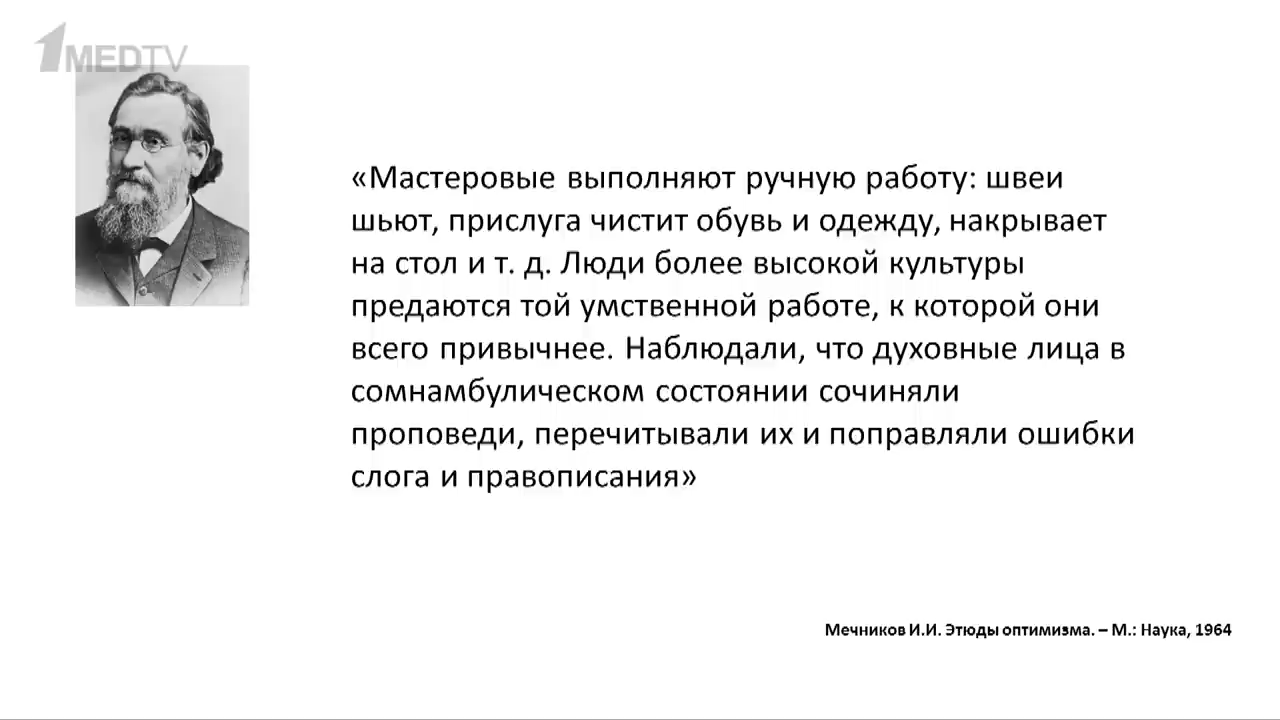 1MEDTV
«Мастеровые выполняют ручную работу: швеи
шьют, прислуга чистит обувь и одежду, накрывает
на стол и т. д. Люди более высокой культуры
предаются той умственной работе, к которой они
всего привычнее. Наблюдали, что духовные лица в
сомнамбулическом состоянии сочиняли
проповеди, перечитывали их и поправляли ошибки
слога и правописания»
Мечников И.И. Этюды оптимизма. – М.: Наука, 1964